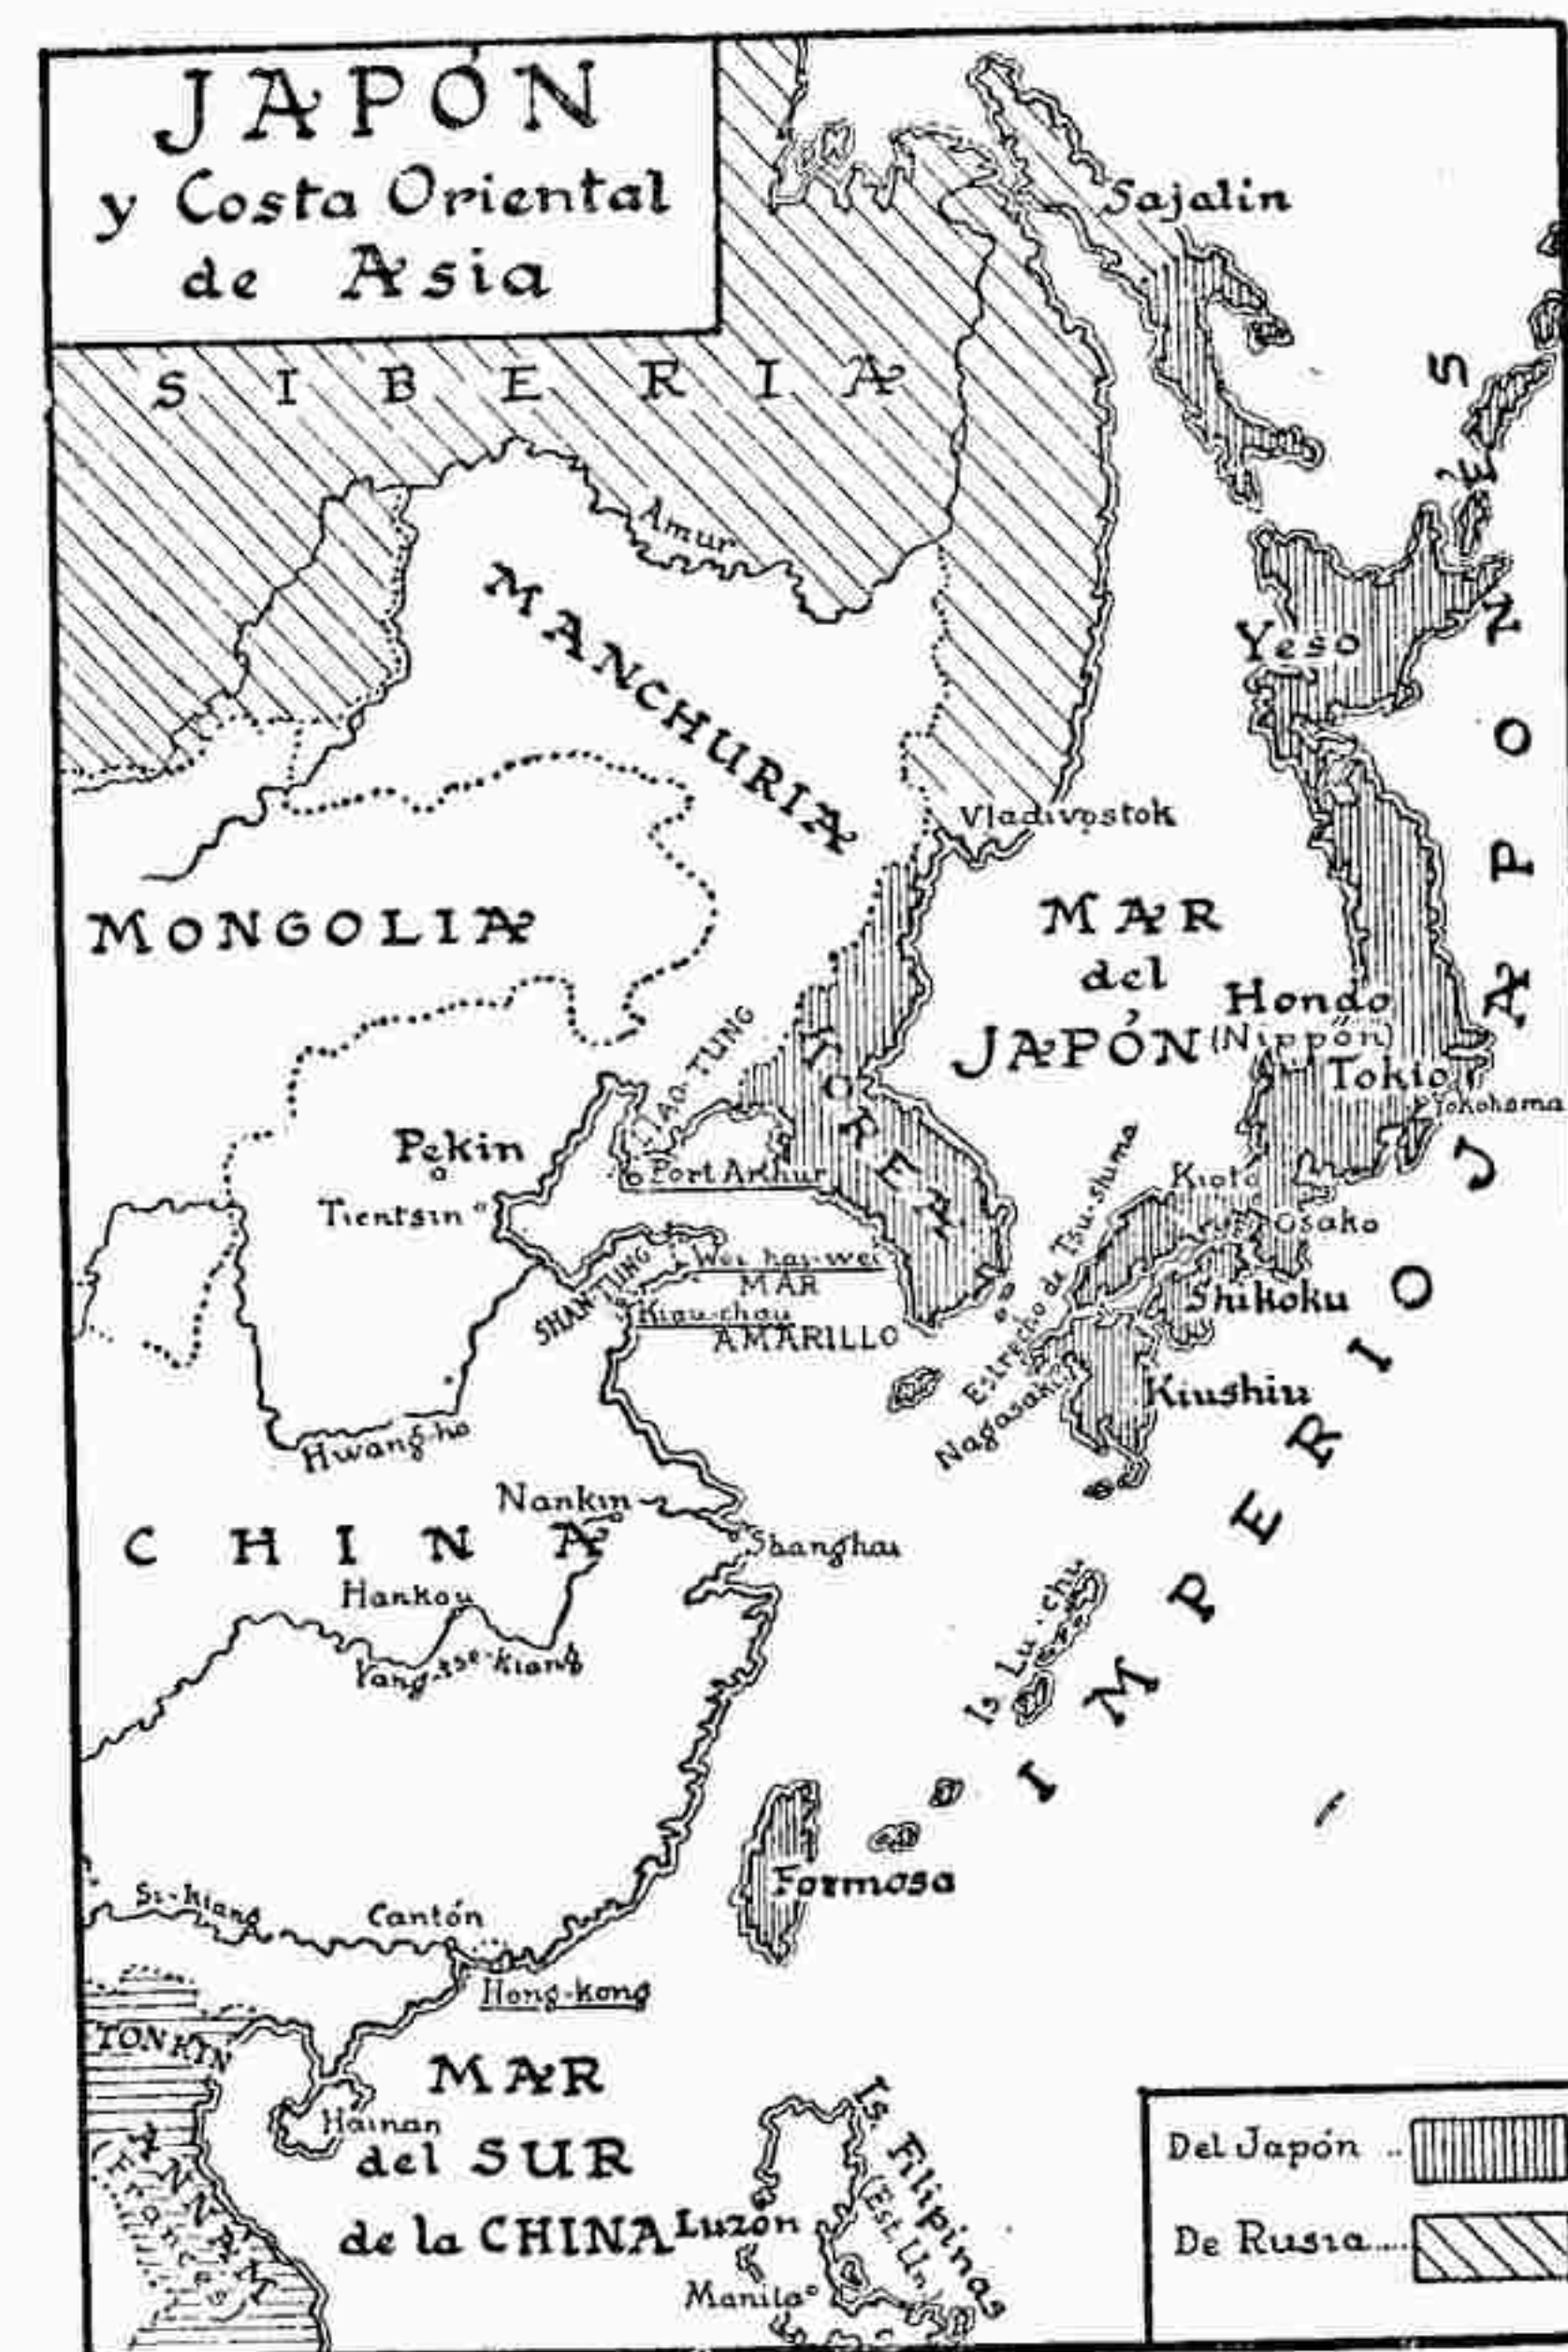 JAPÓN
y Costa Oriental
de Asia
Sajalin
SIBERIA
Amur
MANCHURIA
Yeso
Vladivostok
MONGOLIA
MAR
del
JAPÓN
Hondo
(Nippón)
Tokio
Yokohama
LIAO TUNG
KOREA
Pekin
Port Arthur
Tientsin
Kioto
Osaka
Estrecho de Tsu-shima
Wei-hai-wei
SHAN-TUNG
MAR
AMARILLO
Kiau-chau
Shikoku
Kiushiu
Nagasaki
Hwang-ho
Nankin
CHINA
Shanghai
Hankou
Yang-tse-Kiang
Is Lu-chu
IMPERIO JAPONÉS
Formosa
Si-kiang
Cantón
Hong-kong
TONKIN
MAR
del SUR
de la CHINA
Hainan
ANNAM
Luzón
Manila
Is. Filipinas
(Est. Un.)
Del Japón ..
De Rusia.....